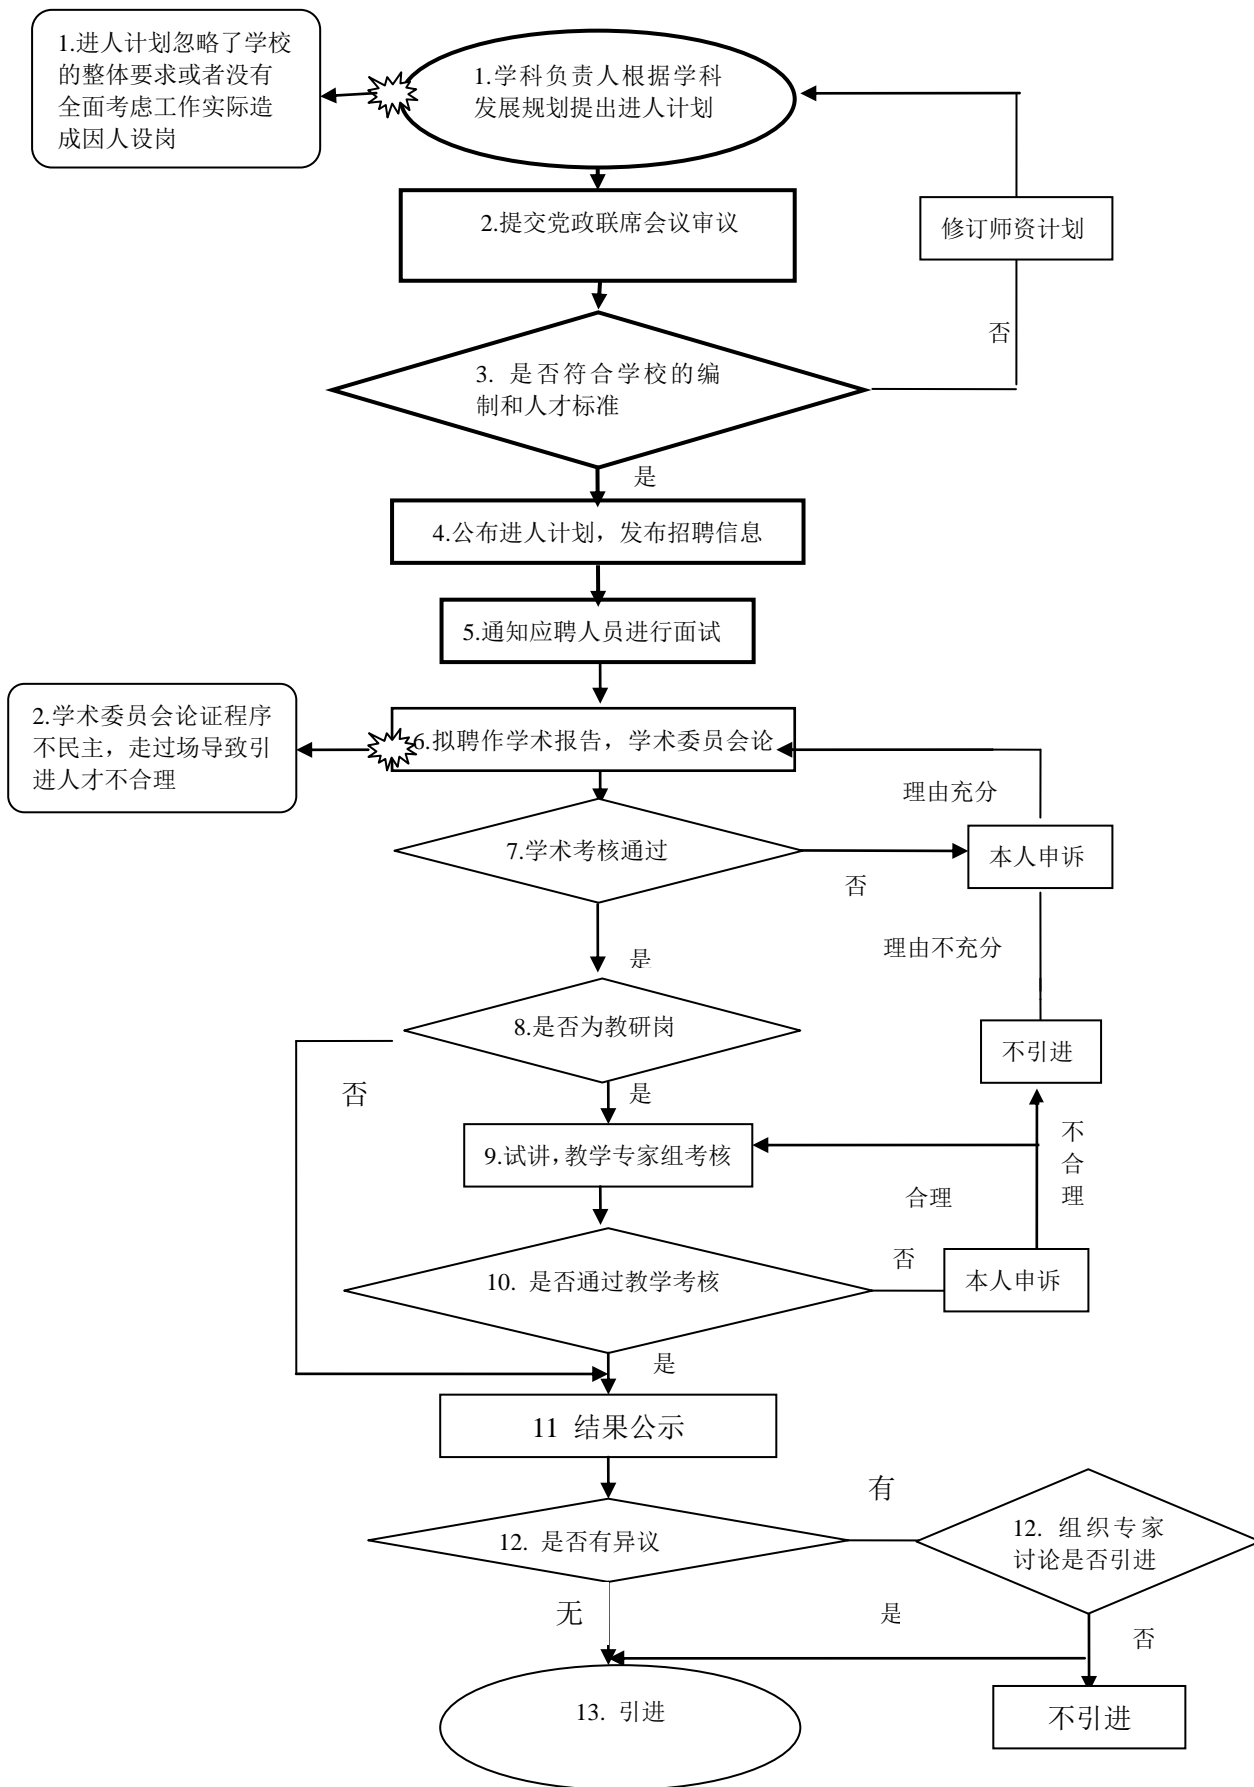 1.进人计划忽略了学校
的整体要求或者没有
全面考虑工作实际造
成因人设岗
1.学科负责人根据学科
发展规划提出进人计划
2.提交党政联席会议审议
修订师资计划
否
3. 是否符合学校的编
制和人才标准
是
4.公布进人计划，发布招聘信息
5.通知应聘人员进行面试
2.学术委员会论证程序
不民主，走过场导致引
进人才不合理
6.拟聘作学术报告，学术委员会论
理由充分
7.学术考核通过
本人申诉
否
理由不充分
是
8.是否为教研岗
不引进
否
是
9.试讲，教学专家组考核
不
合
理
合理
否
10. 是否通过教学考核
本人申诉
是
11 结果公示
有
12. 是否有异议
12. 组织专家
讨论是否引进
无
是
否
13. 引进
不引进